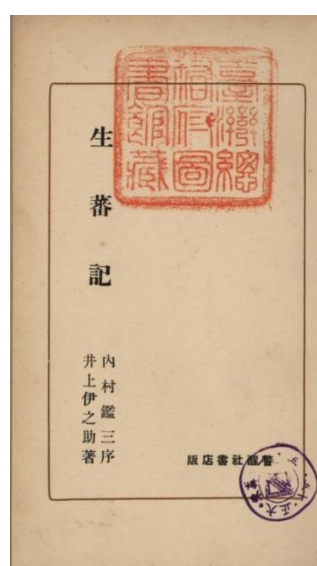 臺灣總
督府圖
書館藏
生蕃記
内村鑑三序
井上伊之助著
警醒社書店版